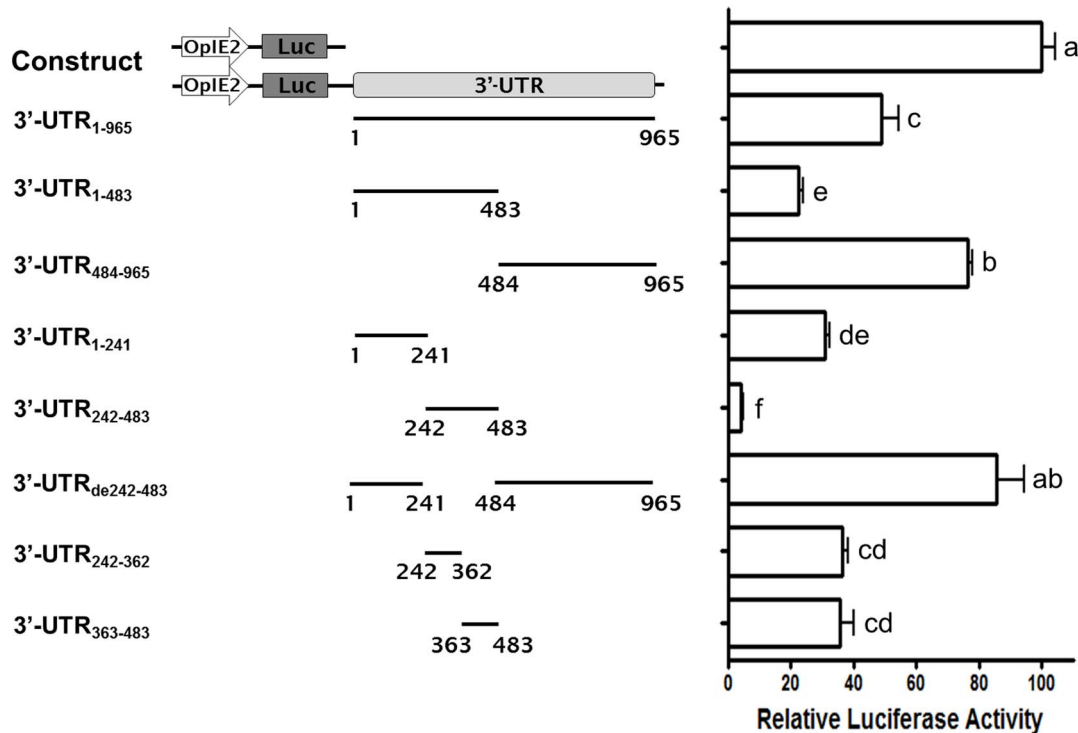 Construct
OpIE2 Luc
OpIE2 Luc 3’-UTR
a
3’-UTR1-965
1 965
c
3’-UTR1-483
1 483
e
3’-UTR484-965
484 965
b
3’-UTR1-241
1 241
de
3’-UTR242-483
242 483
f
3’-UTRde242-483
1 241 484 965
ab
3’-UTR242-362
242 362
cd
3’-UTR363-483
363 483
cd
0 20 40 60 80 100
Relative Luciferase Activity